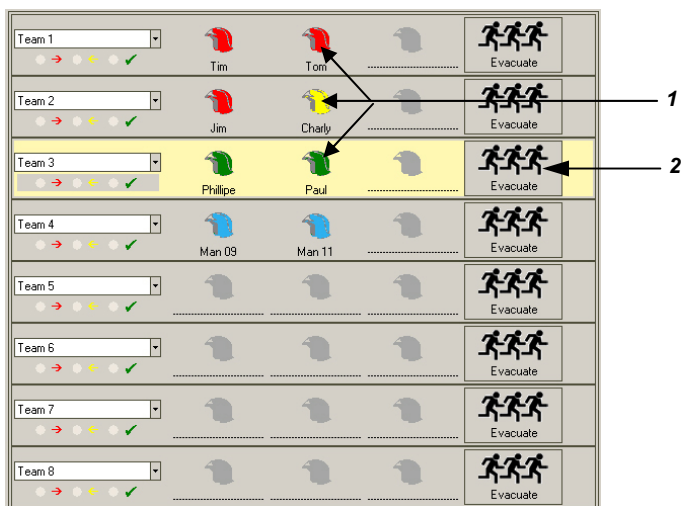 Team 1
Tim Tom Evacuate
Team 2
1
Jim Charly Evacuate
Team 3
2
Phillipe Paul Evacuate
Team 4
Man 09 Man 11 Evacuate
Team 5
Evacuate
Team 6
Evacuate
Team 7
Evacuate
Team 8
Evacuate